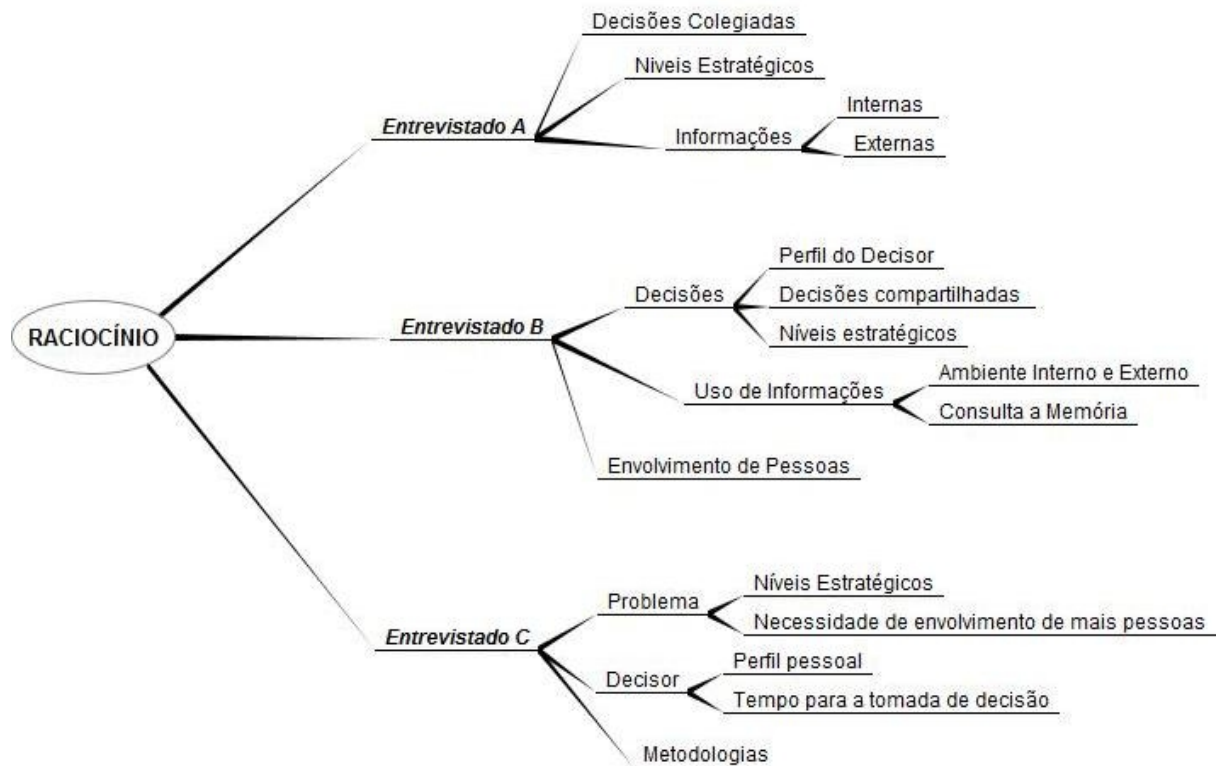 RACIOCÍNIO
Entrevistado A
Decisões Colegiadas
Niveis Estratégicos
Informações
Internas
Externas
Entrevistado B
Decisões
Perfil do Decisor
Decisões compartilhadas
Níveis estratégicos
Uso de Informações
Ambiente Interno e Externo
Consulta a Memória
Envolvimento de Pessoas
Entrevistado C
Problema
Níveis Estratégicos
Necessidade de envolvimento de mais pessoas
Decisor
Perfil pessoal
Tempo para a tomada de decisão
Metodologias